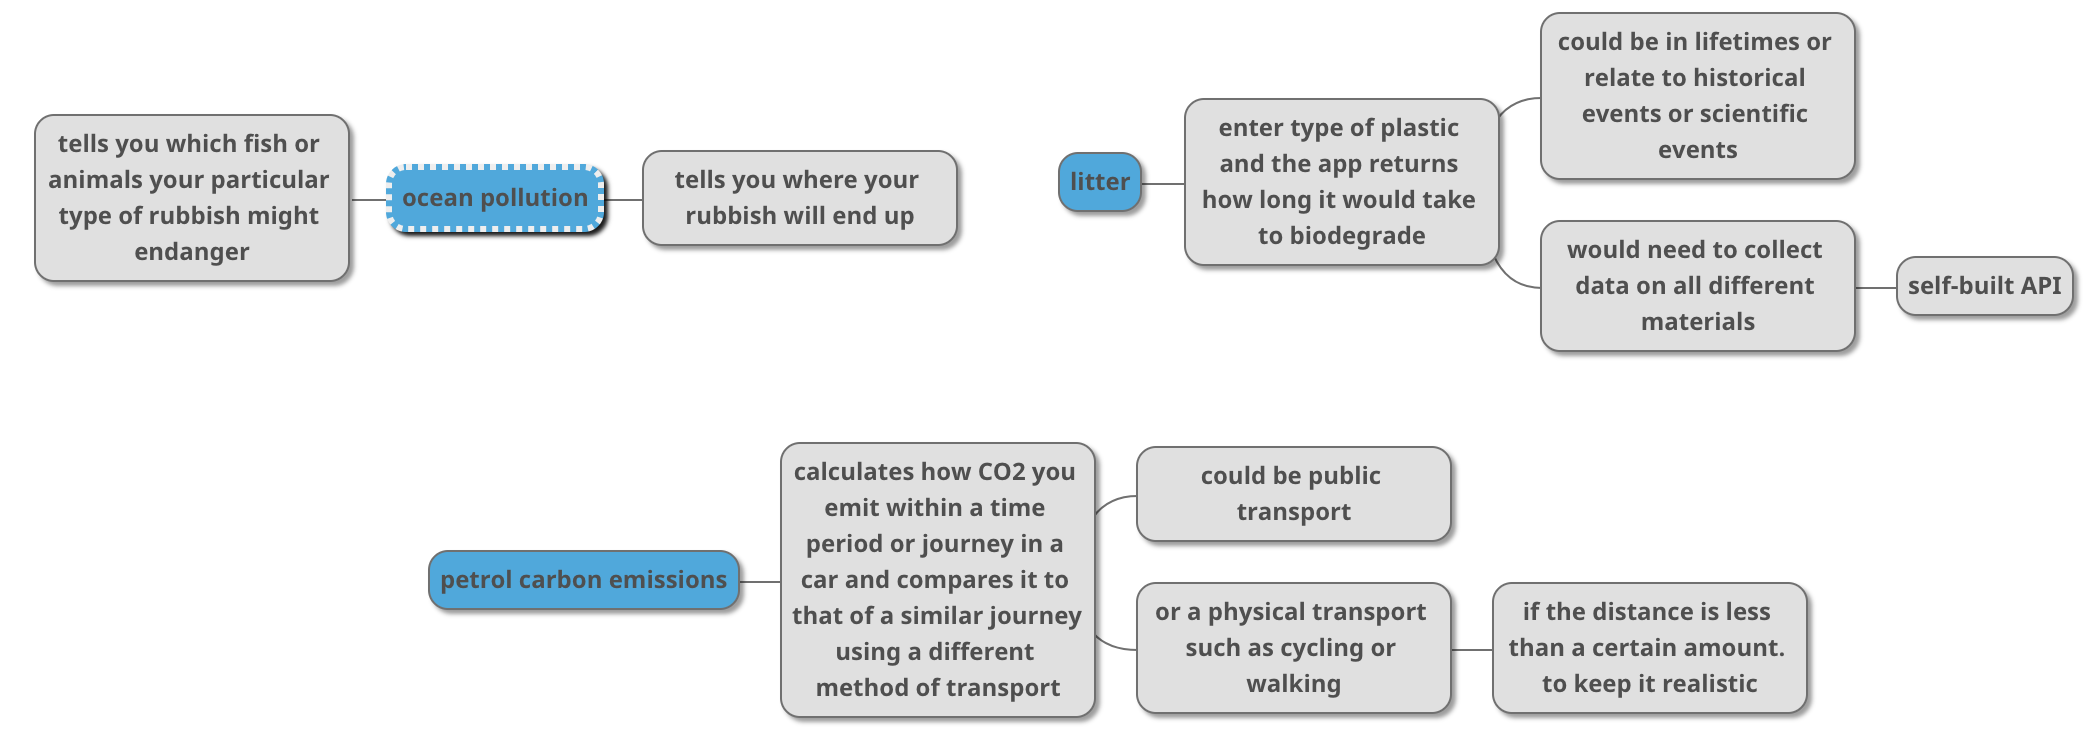 tells you which fish or
animals your particular
type of rubbish might
endanger
ocean pollution
tells you where your
rubbish will end up
litter
enter type of plastic
and the app returns
how long it would take
to biodegrade
could be in lifetimes or
relate to historical
events or scientific
events
would need to collect
data on all different
materials
self-built API
petrol carbon emissions
calculates how CO2 you
emit within a time
period or journey in a
car and compares it to
that of a similar journey
using a different
method of transport
could be public
transport
or a physical transport
such as cycling or
walking
if the distance is less
than a certain amount.
to keep it realistic